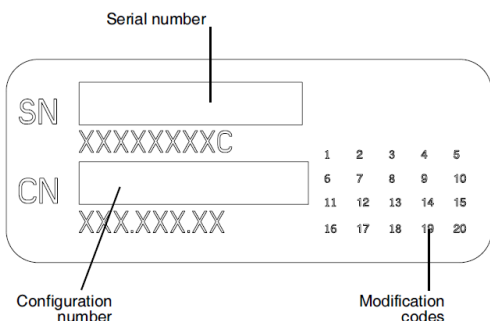 Serial number
SN
XXXXXXXXC
CN
XXX.XXX.XX
1 2 3 4 5
6 7 8 9 10
11 12 13 14 15
16 17 18 19 20
Configuration
number
Modification
codes